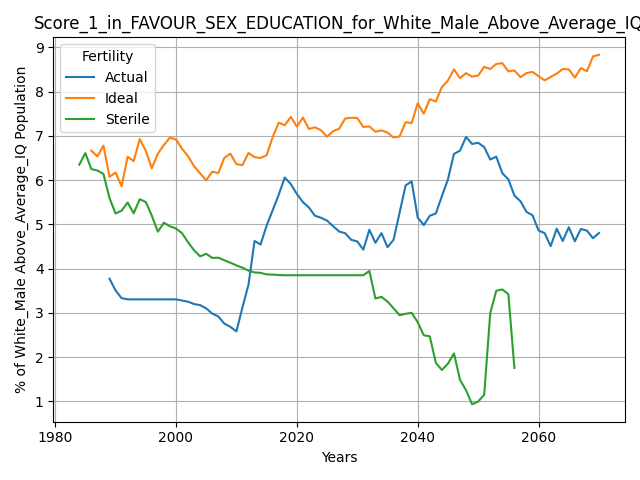 Score_1_in_FAVOUR_SEX_EDUCATION_for_White_Male_Above_Average_IQ
% of White_Male Above_Average_IQ Population
9
8
7
6
5
4
3
2
1
Fertility
Actual
Ideal
Sterile
1980 2000 2020 2040 2060
Years